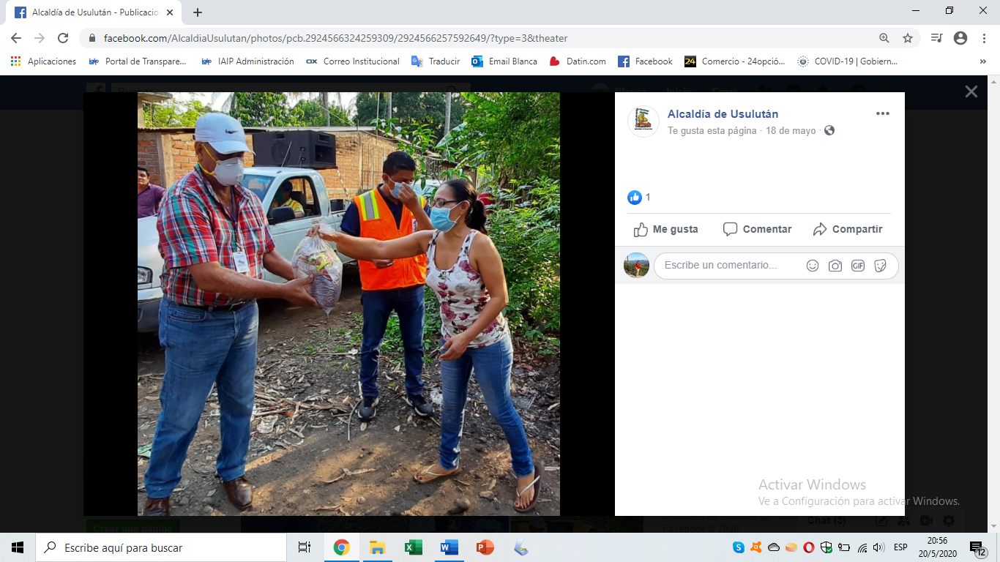 Alcaldía de Usulután - Publicacio
facebook.com/AlcaldiaUsulutan/photos/pcb.2924566324259309/2924566257592649/?type=3&theater
Aplicaciones Portal de Transpare... IAIP Administración Correo Institucional Traducir Email Blanca Datin.com Facebook Comercio - 24opció... COVID-19 | Gobiern...
Alcaldía de Usulután
Te gusta esta página · 18 de mayo ·
1
Me gusta Comentar Compartir
Escribe un comentario...
Activar Windows
Ve a Configuración para activar Windows.
Crear una página Facebook © 2020 Chat (3)
Escribe aquí para buscar
ESP
20:56
20/5/2020
12